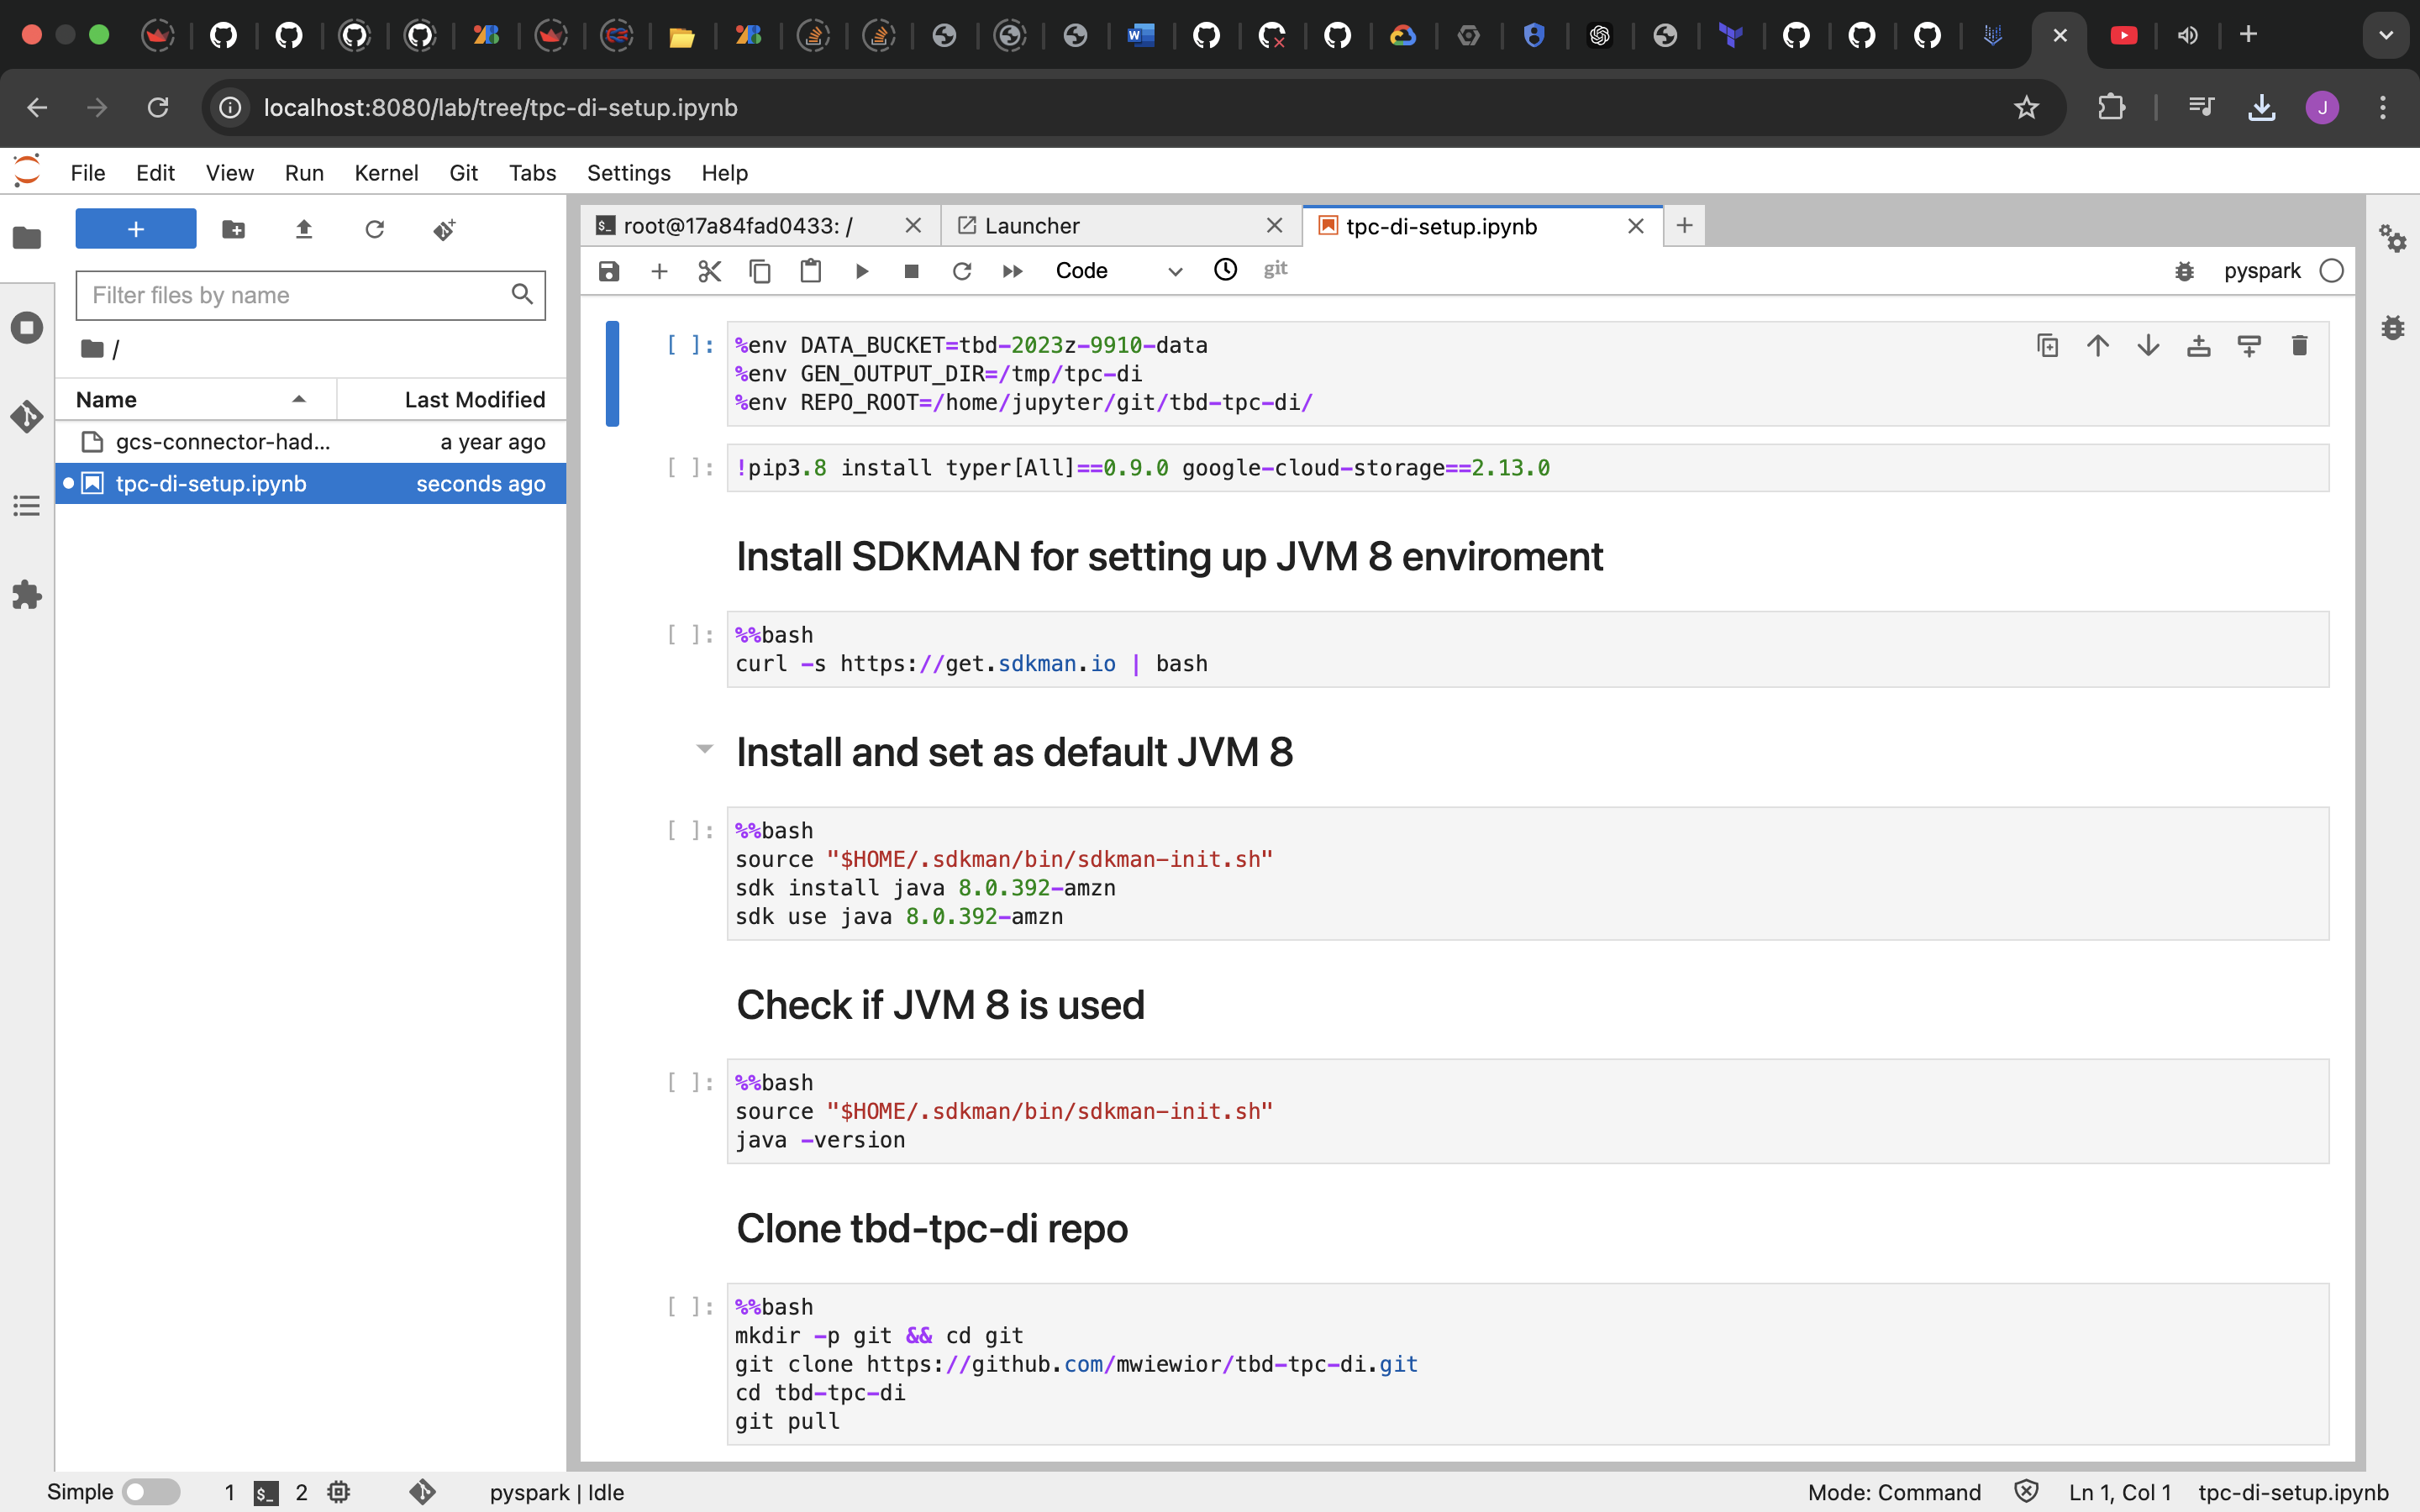 localhost:8080/lab/tree/tpc-di-setup.ipynb
J
File Edit View Run Kernel Git Tabs Settings Help
root@17a84fad0433: /
Launcher
tpc-di-setup.ipynb
Filter files by name
/
Name Last Modified
gcs-connector-had... a year ago
tpc-di-setup.ipynb seconds ago
Code
git
pyspark
[ ]: %env DATA_BUCKET=tbd-2023z-9910-data
%env GEN_OUTPUT_DIR=/tmp/tpc-di
%env REPO_ROOT=/home/jupyter/git/tbd-tpc-di/
[ ]: !pip3.8 install typer[All]==0.9.0 google-cloud-storage==2.13.0
Install SDKMAN for setting up JVM 8 enviroment
[ ]: %%bash
curl -s https://get.sdkman.io | bash
Install and set as default JVM 8
[ ]: %%bash
source "$HOME/.sdkman/bin/sdkman-init.sh"
sdk install java 8.0.392-amzn
sdk use java 8.0.392-amzn
Check if JVM 8 is used
[ ]: %%bash
source "$HOME/.sdkman/bin/sdkman-init.sh"
java -version
Clone tbd-tpc-di repo
[ ]: %%bash
mkdir -p git && cd git
git clone https://github.com/mwiewior/tbd-tpc-di.git
cd tbd-tpc-di
git pull
Simple 1 $_ 2 pyspark | Idle Mode: Command Ln 1, Col 1 tpc-di-setup.ipynb